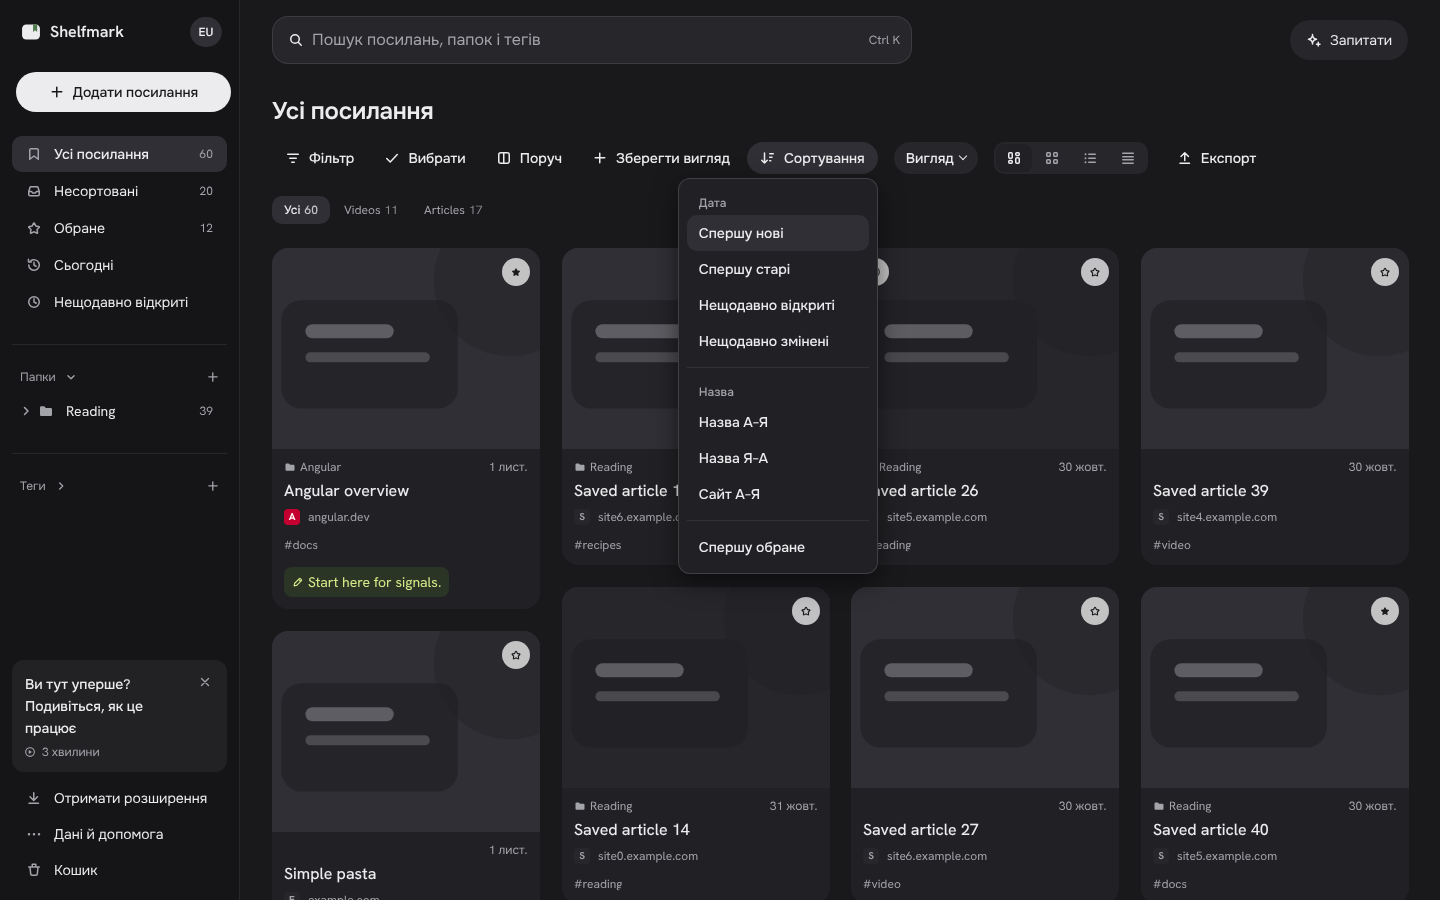 Shelfmark
EU
Пошук посилань, папок і тегів
Ctrl K
Запитати
Додати посилання
Усі посилання 60
Несортовані 20
Обране 12
Сьогодні
Нещодавно відкриті
Папки
Reading 39
Теги
Ви тут уперше?
Подивіться, як це
працює
3 хвилини
Отримати розширення
Дані й допомога
Кошик
Усі посилання
Фільтр
Вибрати
Поруч
Зберегти вигляд
Сортування
Вигляд
Експорт
Усі 60
Videos 11
Articles 17
Дата
Спершу нові
Спершу старі
Нещодавно відкриті
Нещодавно змінені
Назва
Назва А-Я
Назва Я-А
Сайт А-Я
Спершу обране
Angular
1 лист.
Angular overview
A
angular.dev
#docs
Start here for signals.
Reading
Saved article
S
site6.example.
#recipes
Reading
30 жовт.
article 26
site5.example.com
30 жовт.
Saved article 39
S
site4.example.com
#video
1 лист.
Simple pasta
example.com
Reading
31 жовт.
Saved article 14
S
site0.example.com
#reading
30 жовт.
Saved article 27
S
site6.example.com
#video
Reading
30 жовт.
Saved article 40
S
site5.example.com
#docs